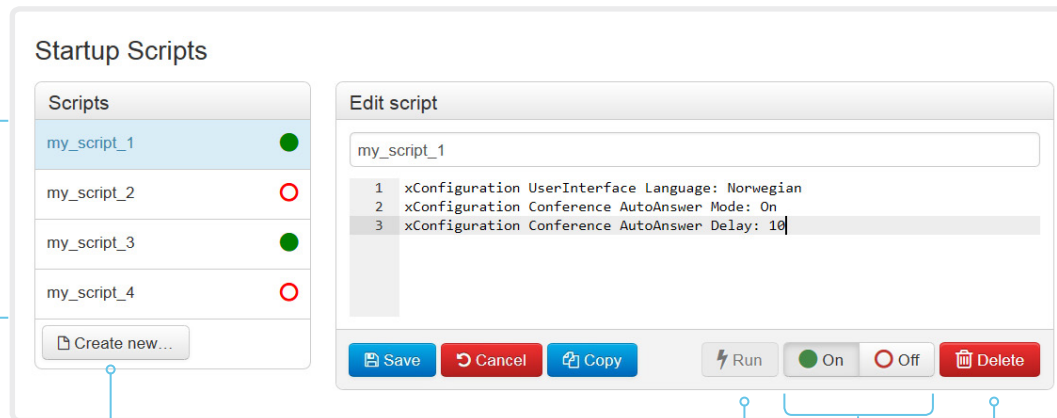 Startup Scripts
Scripts
my_script_1
my_script_2
my_script_3
my_script_4
Create new...
Edit script
my_script_1
1 xConfiguration UserInterface Language: Norwegian
2 xConfiguration Conference AutoAnswer Mode: On
3 xConfiguration Conference AutoAnswer Delay: 10
Save Cancel Copy Run On Off Delete